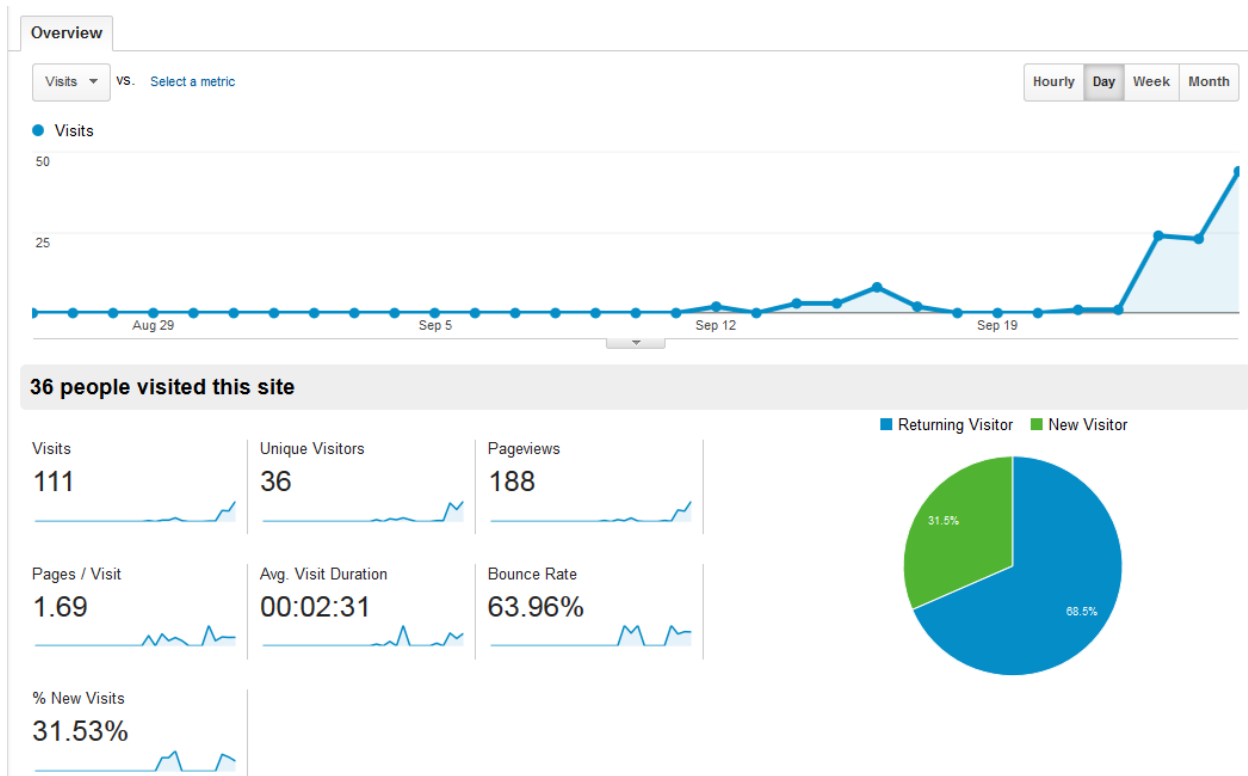 Overview
Visits vs. Select a metric
Hourly Day Week Month
Visits
50
25
Aug 29 Sep 5 Sep 12 Sep 19
36 people visited this site
Returning Visitor New Visitor
Visits Unique Visitors Pageviews
111 36 188
31.5%
Pages / Visit Avg. Visit Duration Bounce Rate
1.69 00:02:31 63.96%
68.5%
% New Visits
31.53%